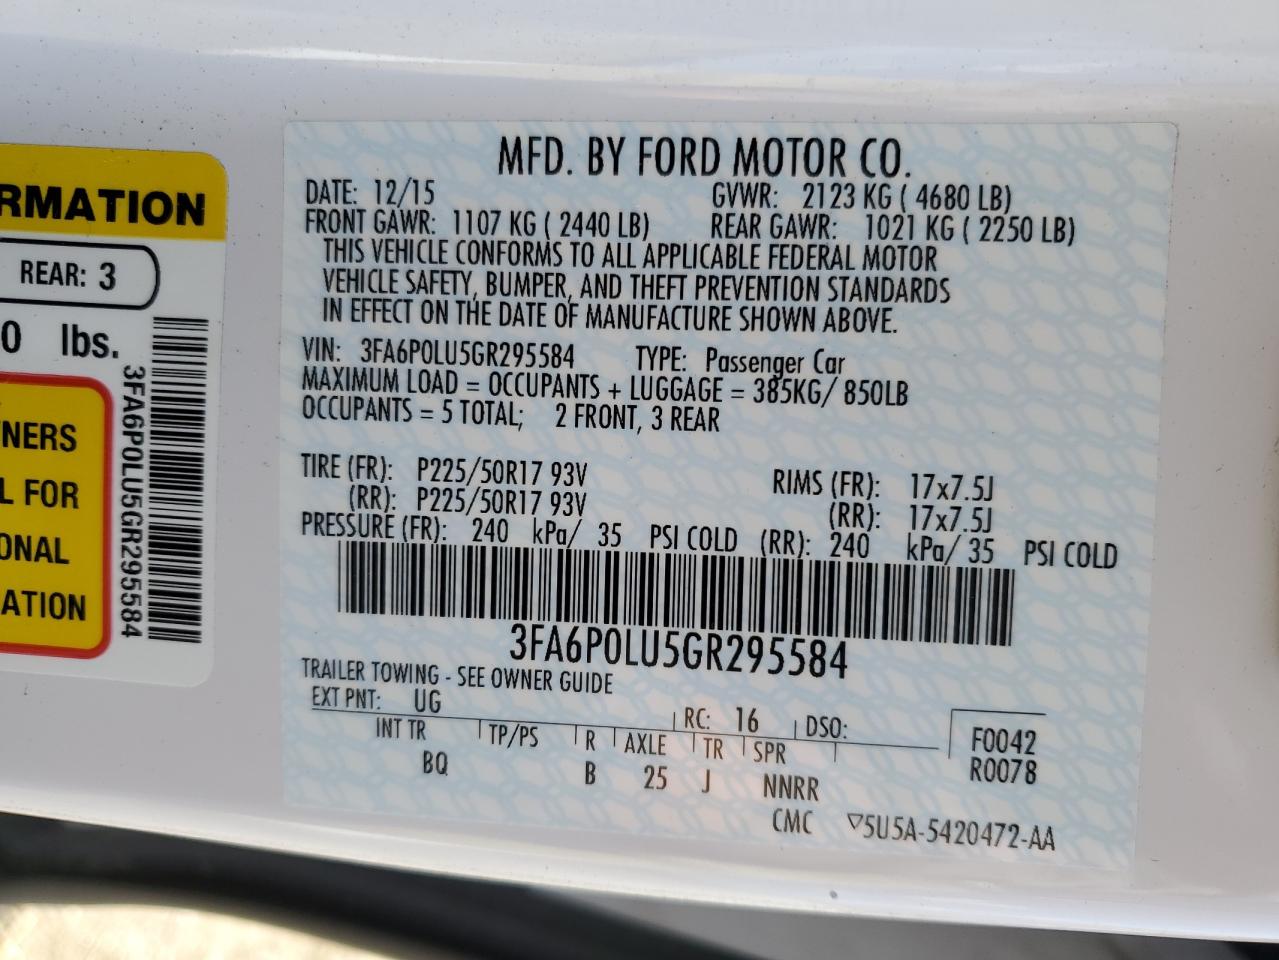 RMATION
REAR: 3
0 lbs.
3FA6P0LU5GR295584
NERS
L FOR
ONAL
ATION
MFD. BY FORD MOTOR CO.
DATE: 12/15 GVWR: 2123 KG ( 4680 LB)
FRONT GAWR: 1107 KG ( 2440 LB) REAR GAWR: 1021 KG ( 2250 LB)
THIS VEHICLE CONFORMS TO ALL APPLICABLE FEDERAL MOTOR
VEHICLE SAFETY, BUMPER, AND THEFT PREVENTION STANDARDS
IN EFFECT ON THE DATE OF MANUFACTURE SHOWN ABOVE.
VIN: 3FA6P0LU5GR295584 TYPE: Passenger Car
MAXIMUM LOAD = OCCUPANTS + LUGGAGE = 385KG/ 850LB
OCCUPANTS = 5 TOTAL; 2 FRONT, 3 REAR
TIRE (FR): P225/50R17 93V RIMS (FR): 17x7.5J
(RR): P225/50R17 93V (RR): 17x7.5J
PRESSURE (FR): 240 kPa/ 35 PSI COLD (RR): 240 kPa/ 35 PSI COLD
3FA6P0LU5GR295584
TRAILER TOWING - SEE OWNER GUIDE
EXT PNT: UG RC: 16 DSO:
INT TR TP/PS R AXLE TR SPR F0042
BQ B 25 J NNRR R0078
CMC ▽5U5A-5420472-AA